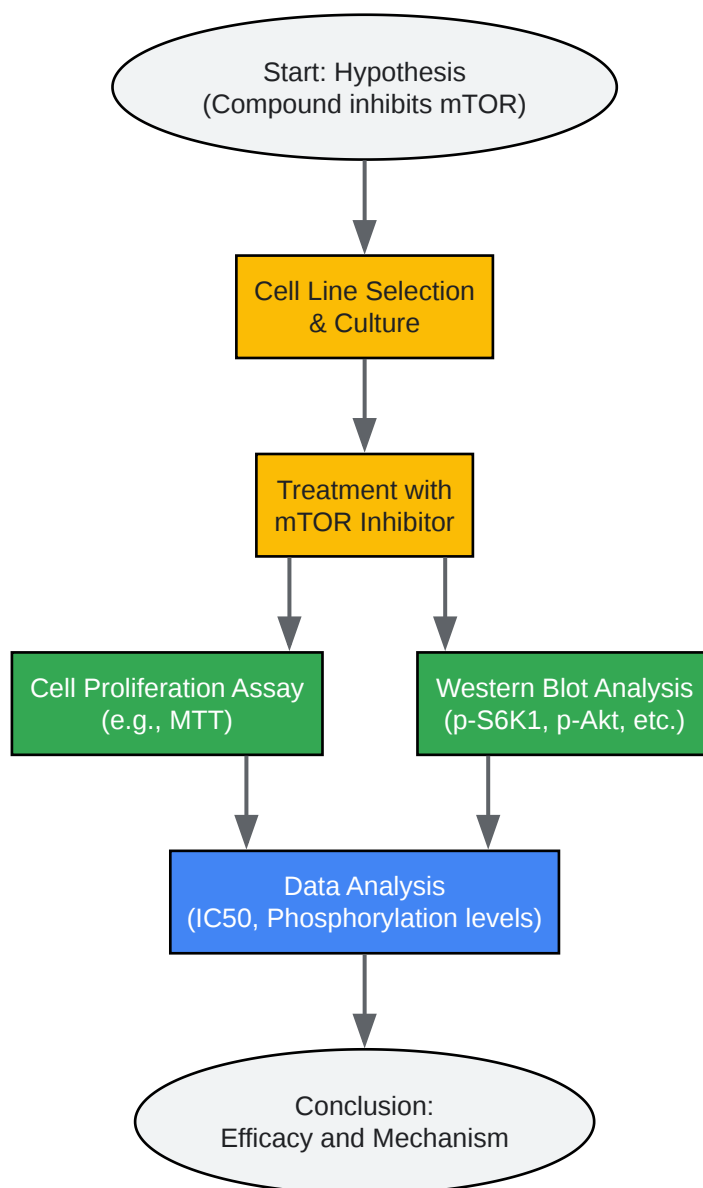 Start: Hypothesis
(Compound inhibits mTOR)
Cell Line Selection
& Culture
Treatment with
mTOR Inhibitor
Cell Proliferation Assay
(e.g., MTT)
Western Blot Analysis
(p-S6K1, p-Akt, etc.)
Data Analysis
(IC50, Phosphorylation levels)
Conclusion:
Efficacy and Mechanism